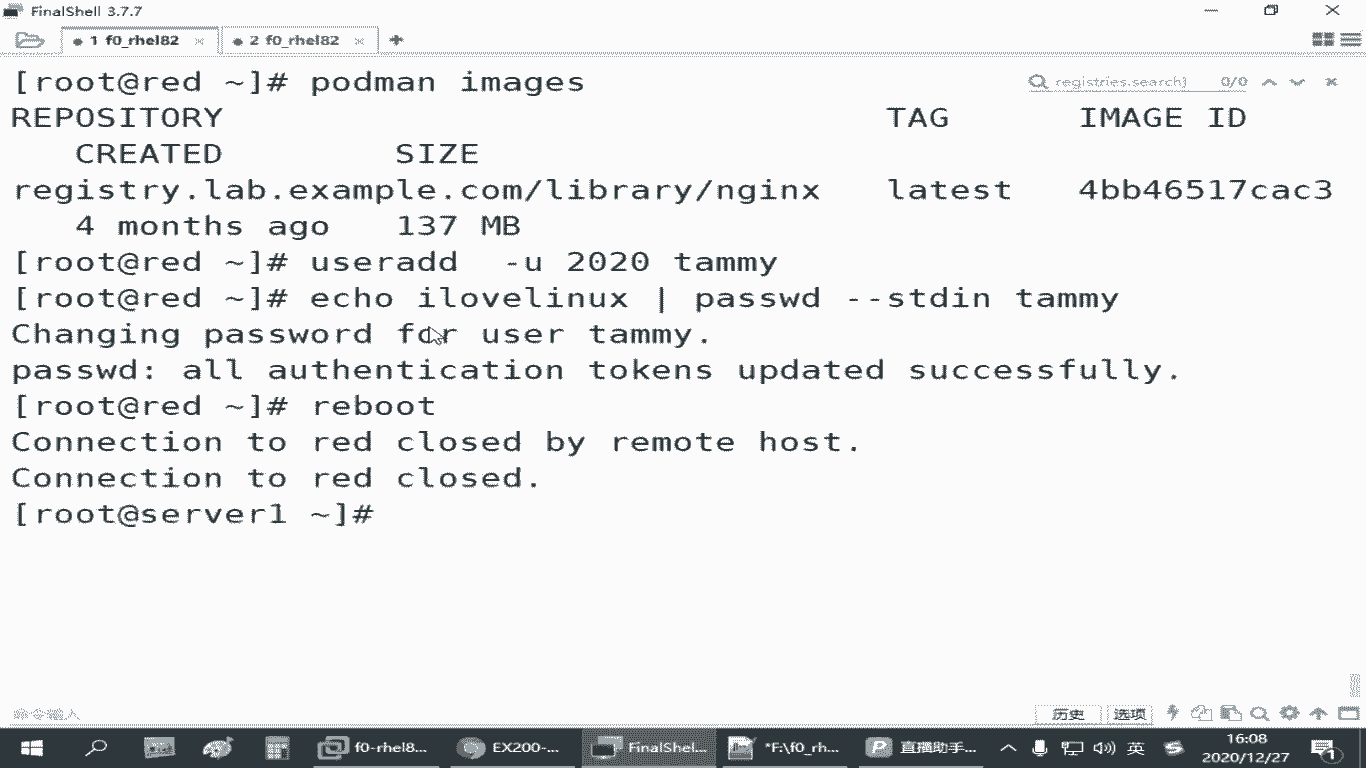 FinalShell 3.7.7
1 f0_rhel82
2 f0_rhel82
[root@red ~]# podman images
registries.search] 0/0
REPOSITORY TAG IMAGE ID
CREATED SIZE
registry.lab.example.com/library/nginx latest 4bb46517cac3
4 months ago 137 MB
[root@red ~]# useradd  -u 2020 tammy
[root@red ~]# echo ilovelinux | passwd --stdin tammy
Changing password for user tammy.
passwd: all authentication tokens updated successfully.
[root@red ~]# reboot
Connection to red closed by remote host.
Connection to red closed.
[root@server1 ~]#
命令输入
历史 选项
f0-rhel8... EX200-... FinalShel... *F:\f0_rh... 直播助手... 英 16:08
2020/12/27 1